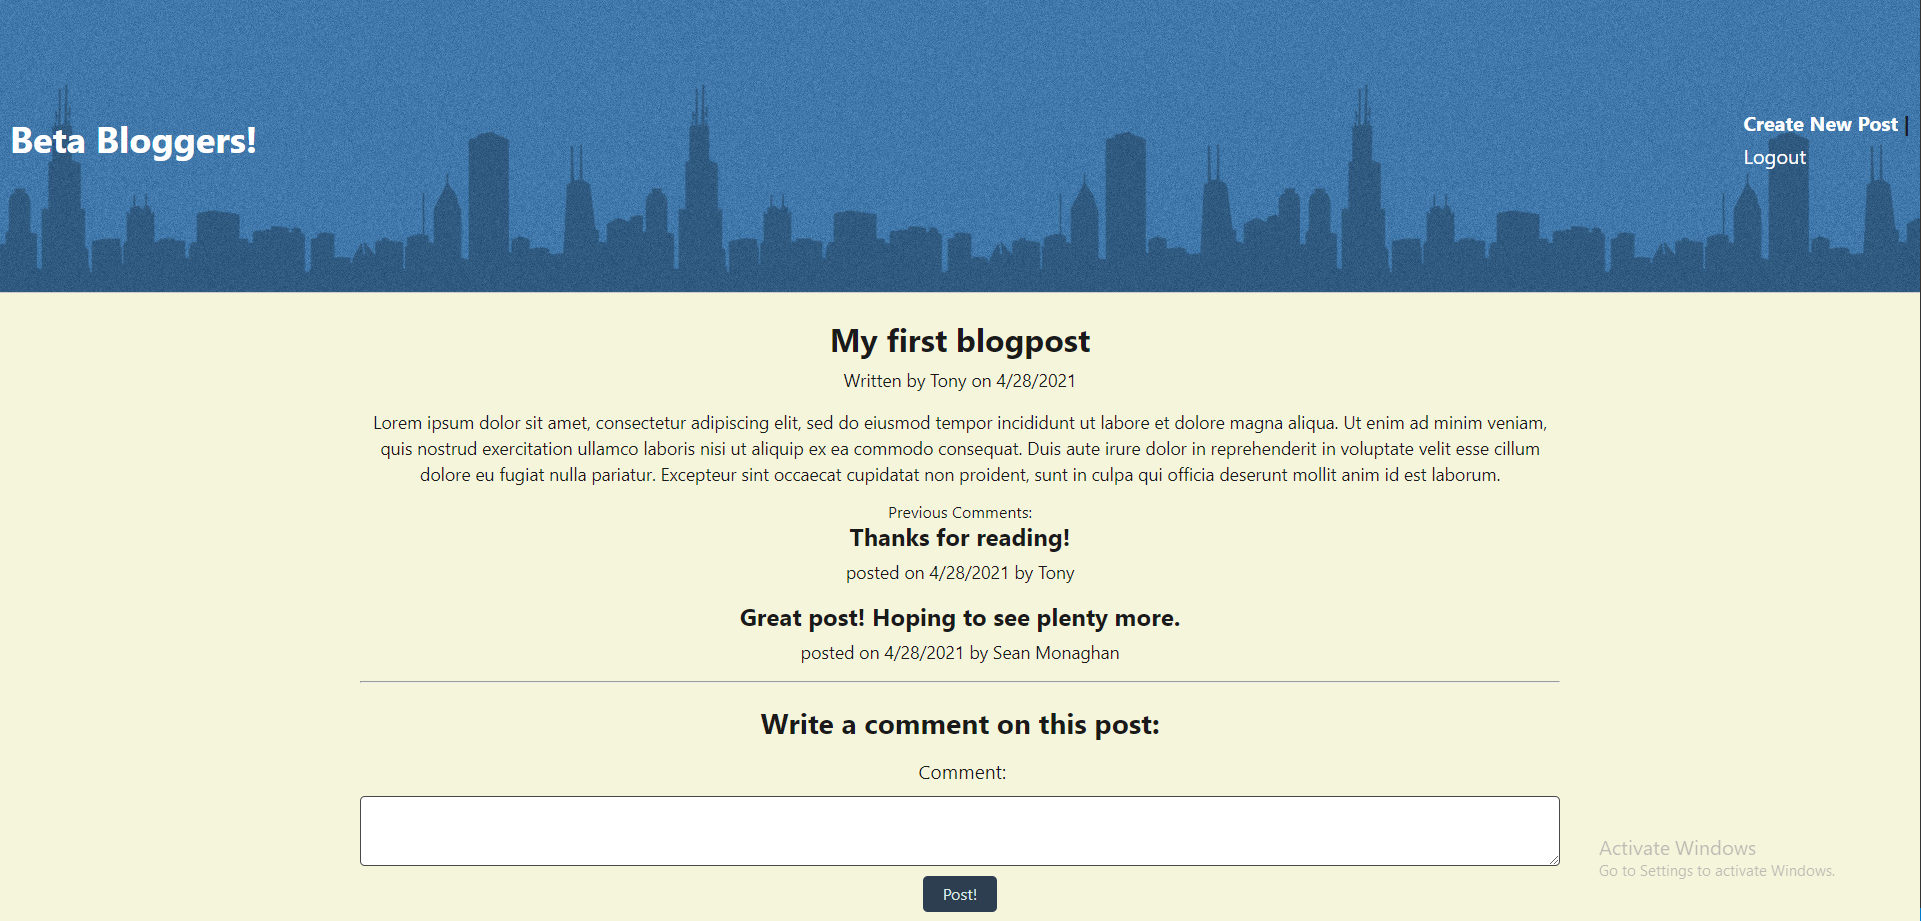 Beta Bloggers!
Create New Post |
Logout
My first blogpost
Written by Tony on 4/28/2021
Lorem ipsum dolor sit amet, consectetur adipiscing elit, sed do eiusmod tempor incididunt ut labore et dolore magna aliqua. Ut enim ad minim veniam,
quis nostrud exercitation ullamco laboris nisi ut aliquip ex ea commodo consequat. Duis aute irure dolor in reprehenderit in voluptate velit esse cillum
dolore eu fugiat nulla pariatur. Excepteur sint occaecat cupidatat non proident, sunt in culpa qui officia deserunt mollit anim id est laborum.
Previous Comments:
Thanks for reading!
posted on 4/28/2021 by Tony
Great post! Hoping to see plenty more.
posted on 4/28/2021 by Sean Monaghan
Write a comment on this post:
Comment:
Activate Windows
Go to Settings to activate Windows.
Post!